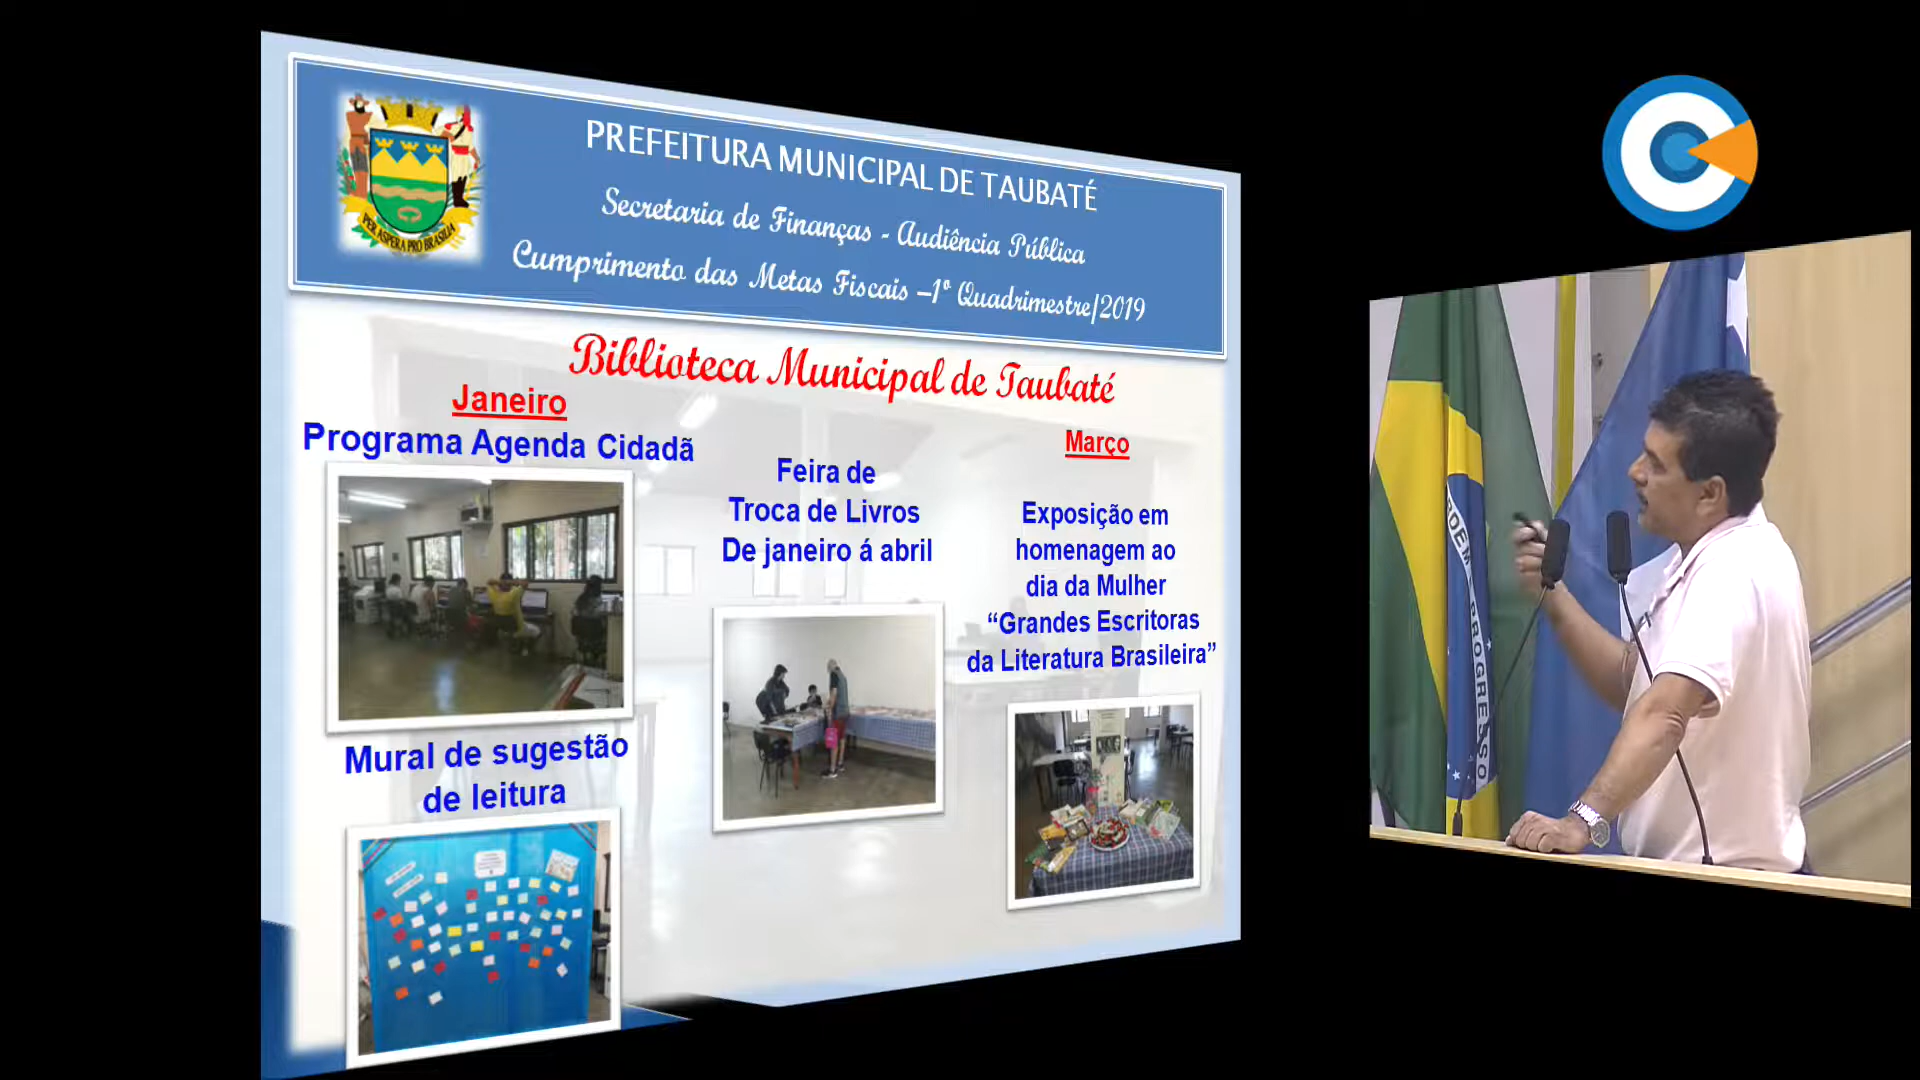 PREFEITURA MUNICIPAL DE TAUBATÉ
Secretaria de Finanças - Audiência Pública
Cumprimento das Metas Fiscais –1º Quadrimestre/2019
PER ASPERA PRO BRASILIA
Biblioteca Municipal de Taubaté
Janeiro
Programa Agenda Cidadã
Mural de sugestão
de leitura
Feira de
Troca de Livros
De janeiro á abril
Março
Exposição em
homenagem ao
dia da Mulher
“Grandes Escritoras
da Literatura Brasileira”
RDEM E PROGRESSO